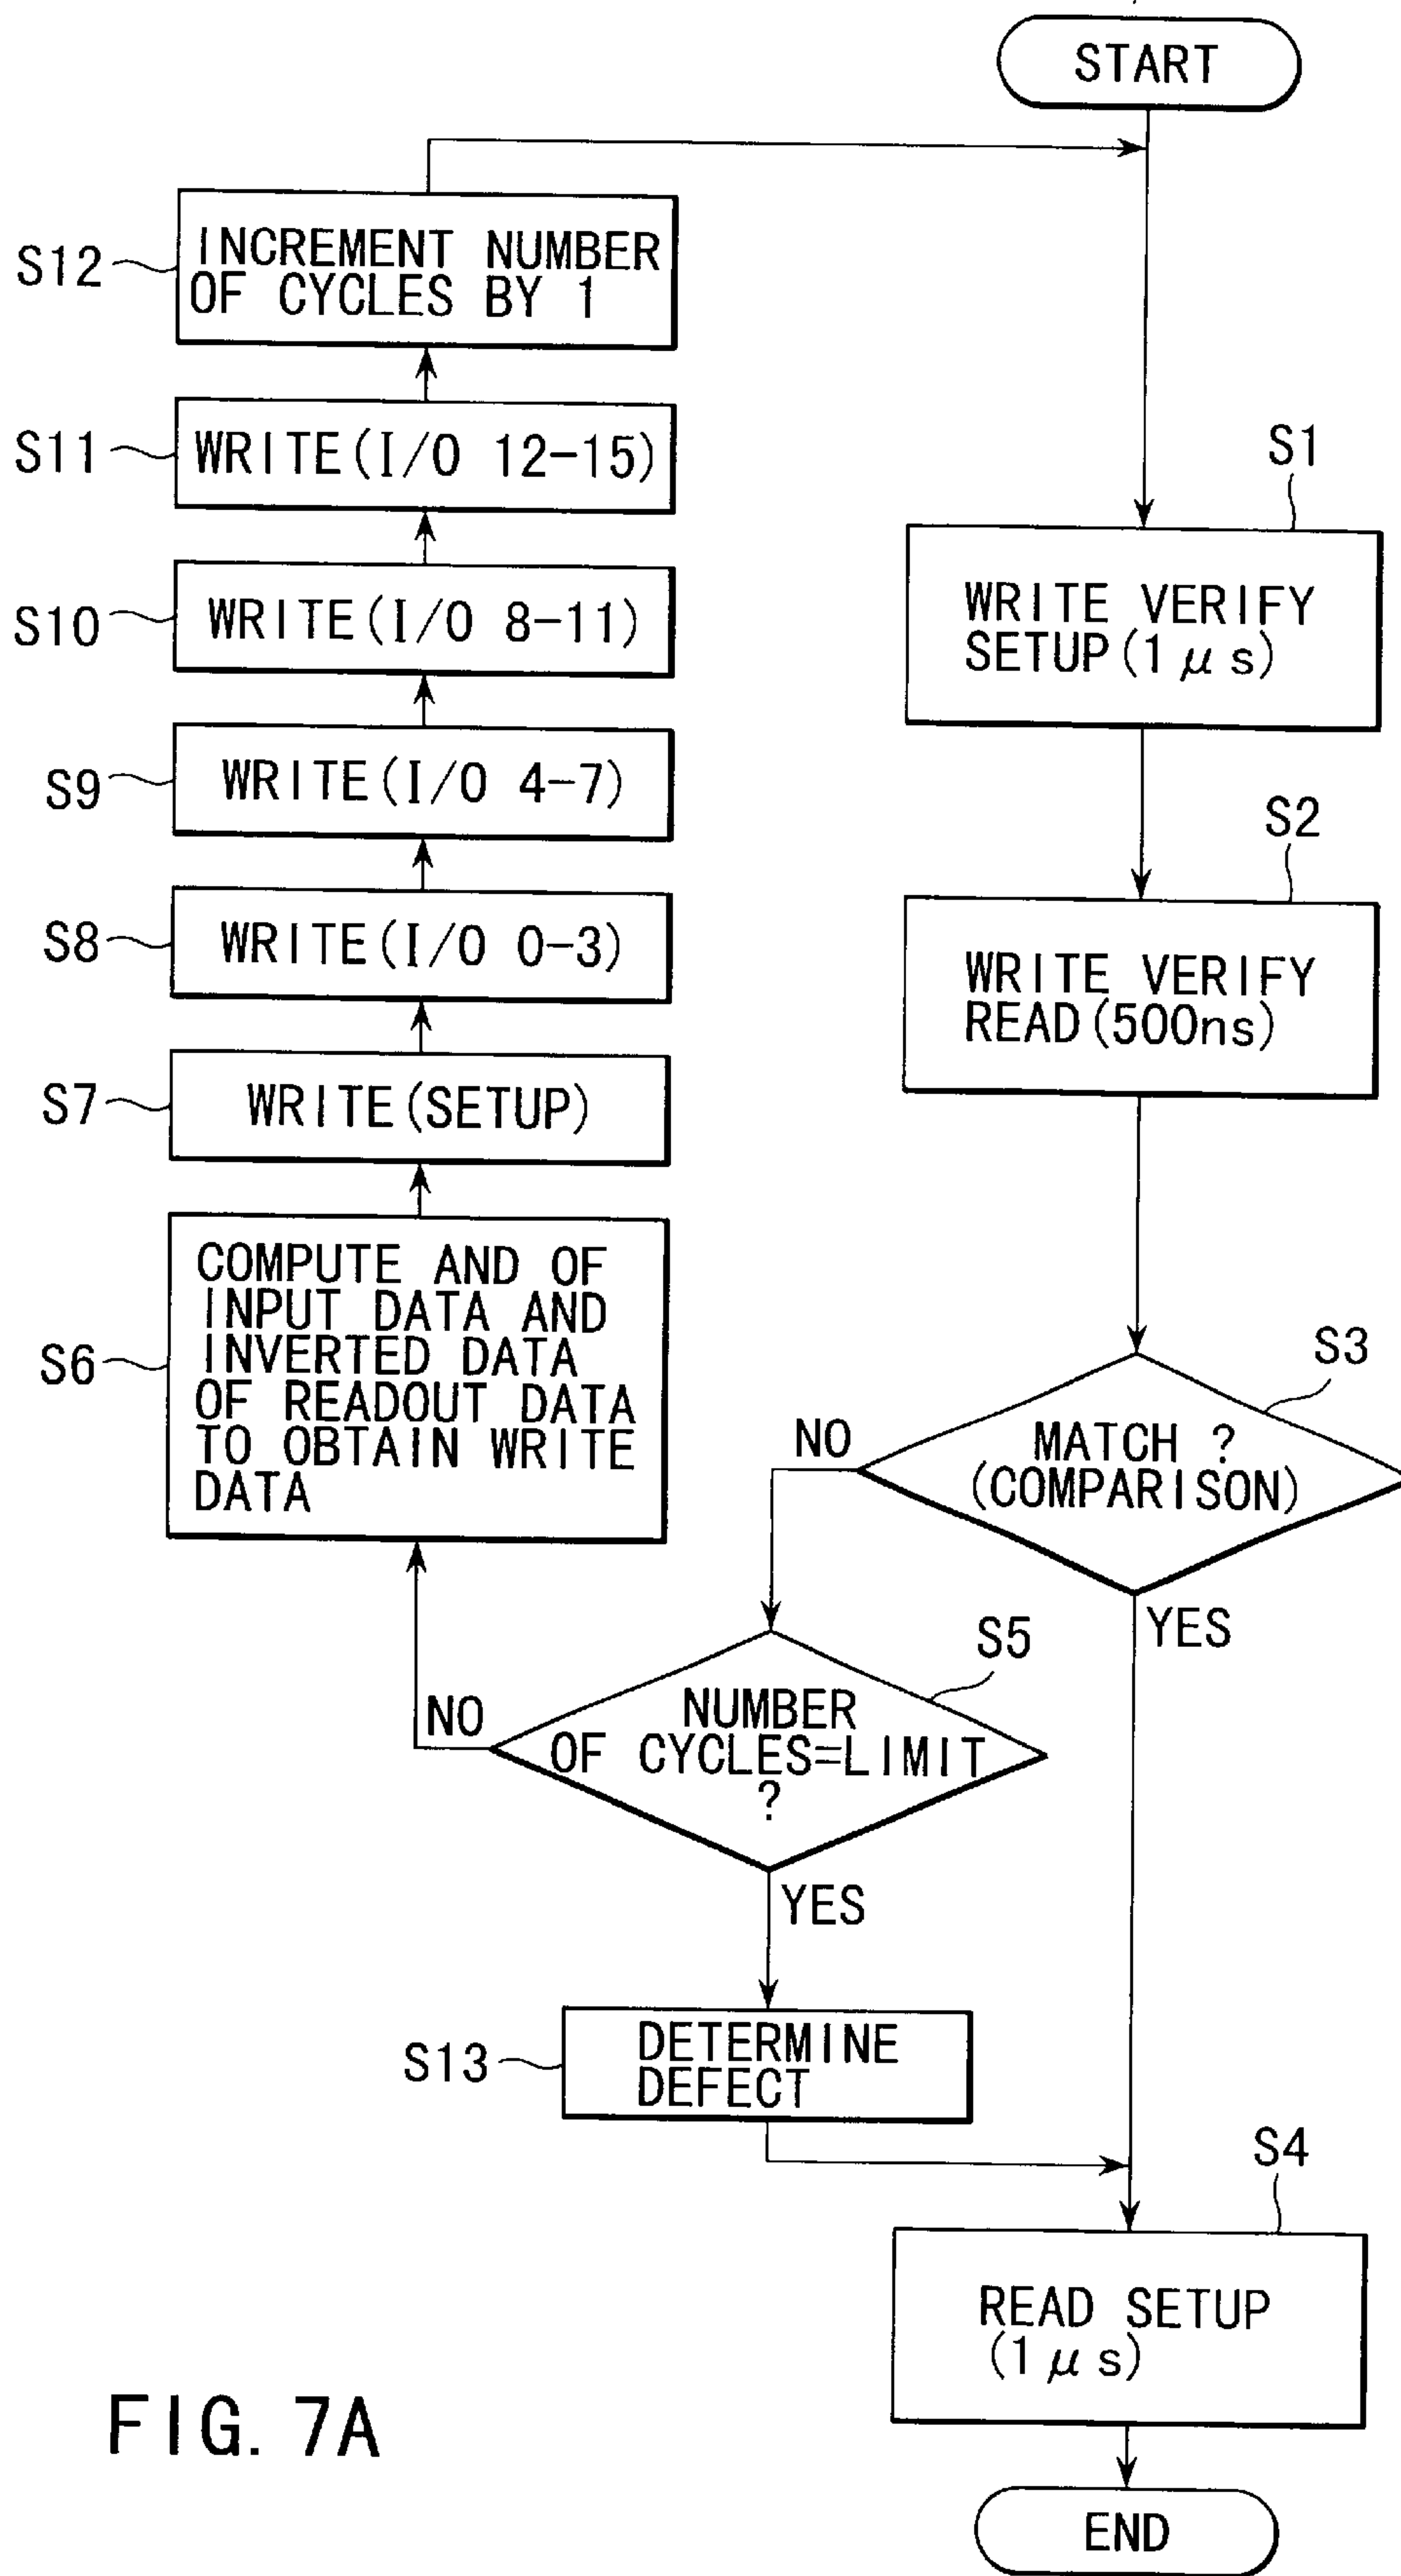 START
S12
INCREMENT NUMBER
OF CYCLES BY 1
S11
WRITE(I/O 12-15)
S10
WRITE(I/O 8-11)
S9
WRITE(I/O 4-7)
S8
WRITE(I/O 0-3)
S7
WRITE(SETUP)
S6
COMPUTE AND OF
INPUT DATA AND
INVERTED DATA
OF READOUT DATA
TO OBTAIN WRITE
DATA
S1
WRITE VERIFY
SETUP(1μs)
S2
WRITE VERIFY
READ(500ns)
S3
MATCH ?
(COMPARISON)
NO
YES
S5
NUMBER
OF CYCLES=LIMIT
?
NO
YES
S13
DETERMINE
DEFECT
S4
READ SETUP
(1μs)
END
FIG. 7A